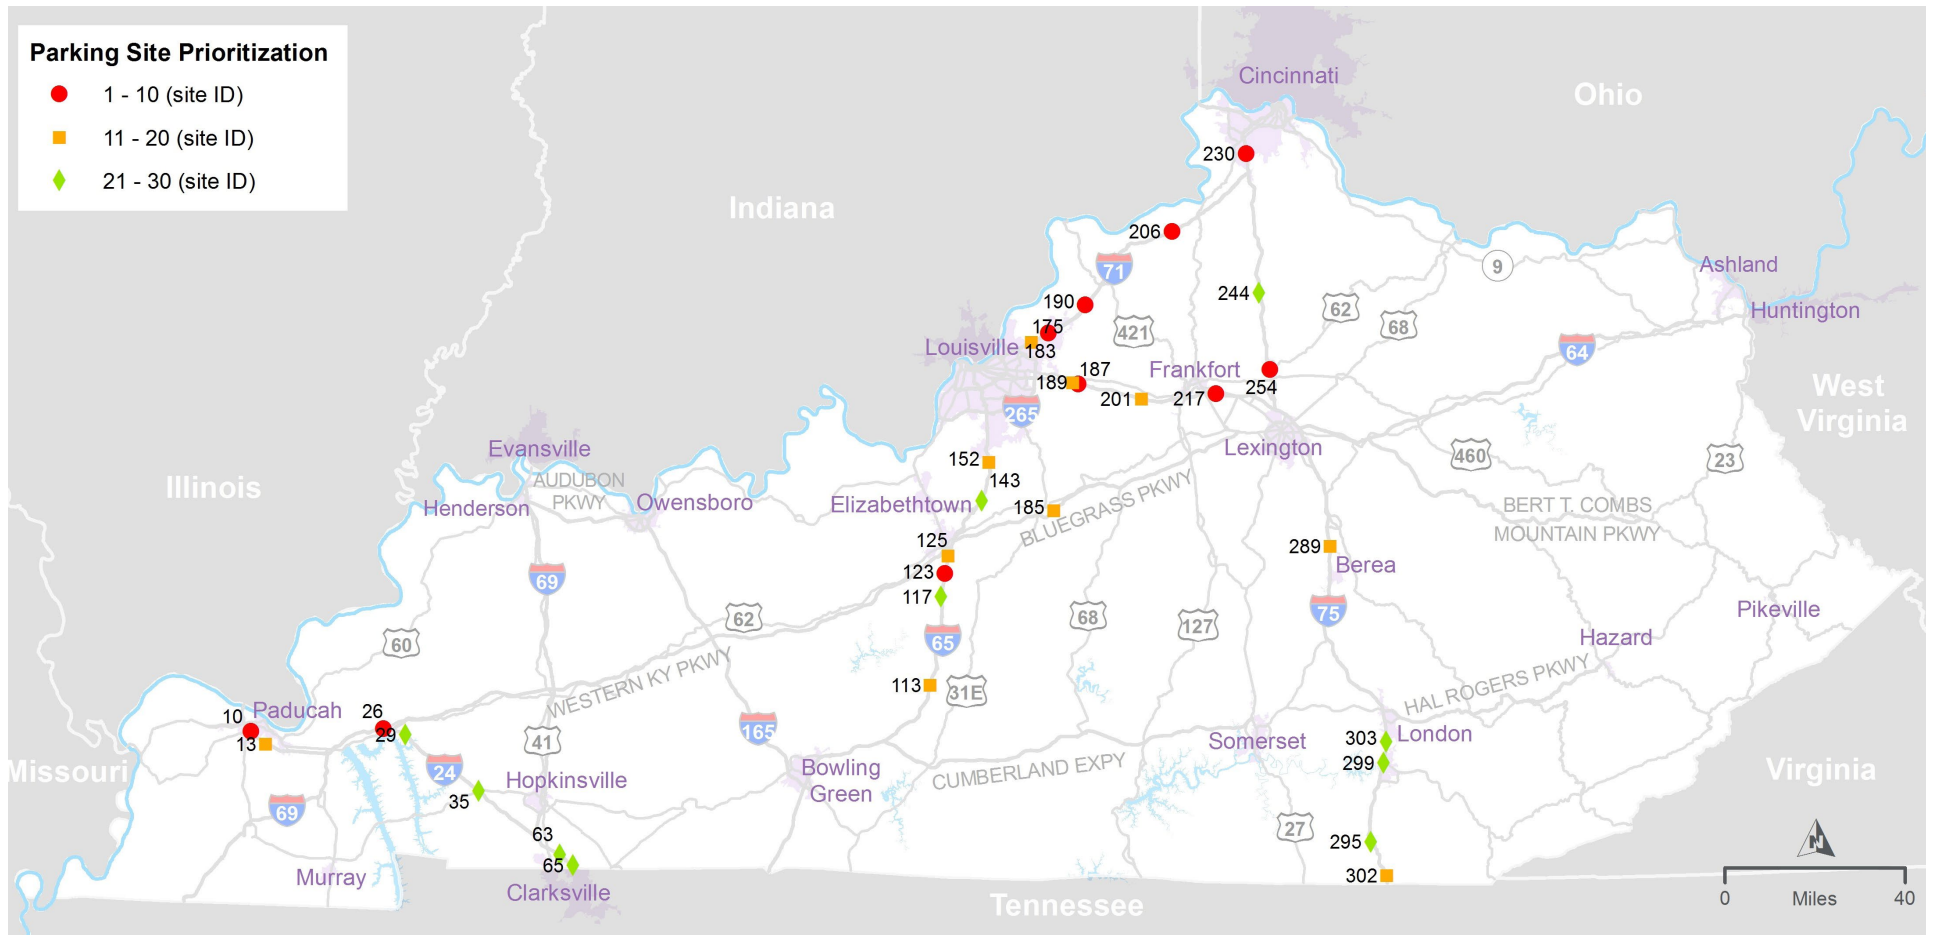 Parking Site Prioritization
1 - 10 (site ID)
11 - 20 (site ID)
21 - 30 (site ID)
Cincinnati
Ohio
230
Indiana
206
71
9
Ashland
Huntington
244
190
62
68
175
421
183
Louisville
64
187
189
Frankfort
254
201
217
West
Virginia
265
Lexington
Evansville
152
460
23
Illinois
AUDUBON
PKWY
143
Henderson
Owensboro
Elizabethtown
185
BLUEGRASS PKWY
BERT T. COMBS
MOUNTAIN PKWY
125
289
Berea
123
69
117
62
68
127
75
Pikeville
60
65
Hazard
WESTERN KY PKWY
113
31E
HAL ROGERS PKWY
10
Paducah
26
13
29
165
41
Somerset
303
London
299
Missouri
24
Hopkinsville
Bowling
Green
CUMBERLAND EXPY
Virginia
35
69
27
63
295
N
65
Murray
302
Clarksville
Tennessee
0
Miles
40